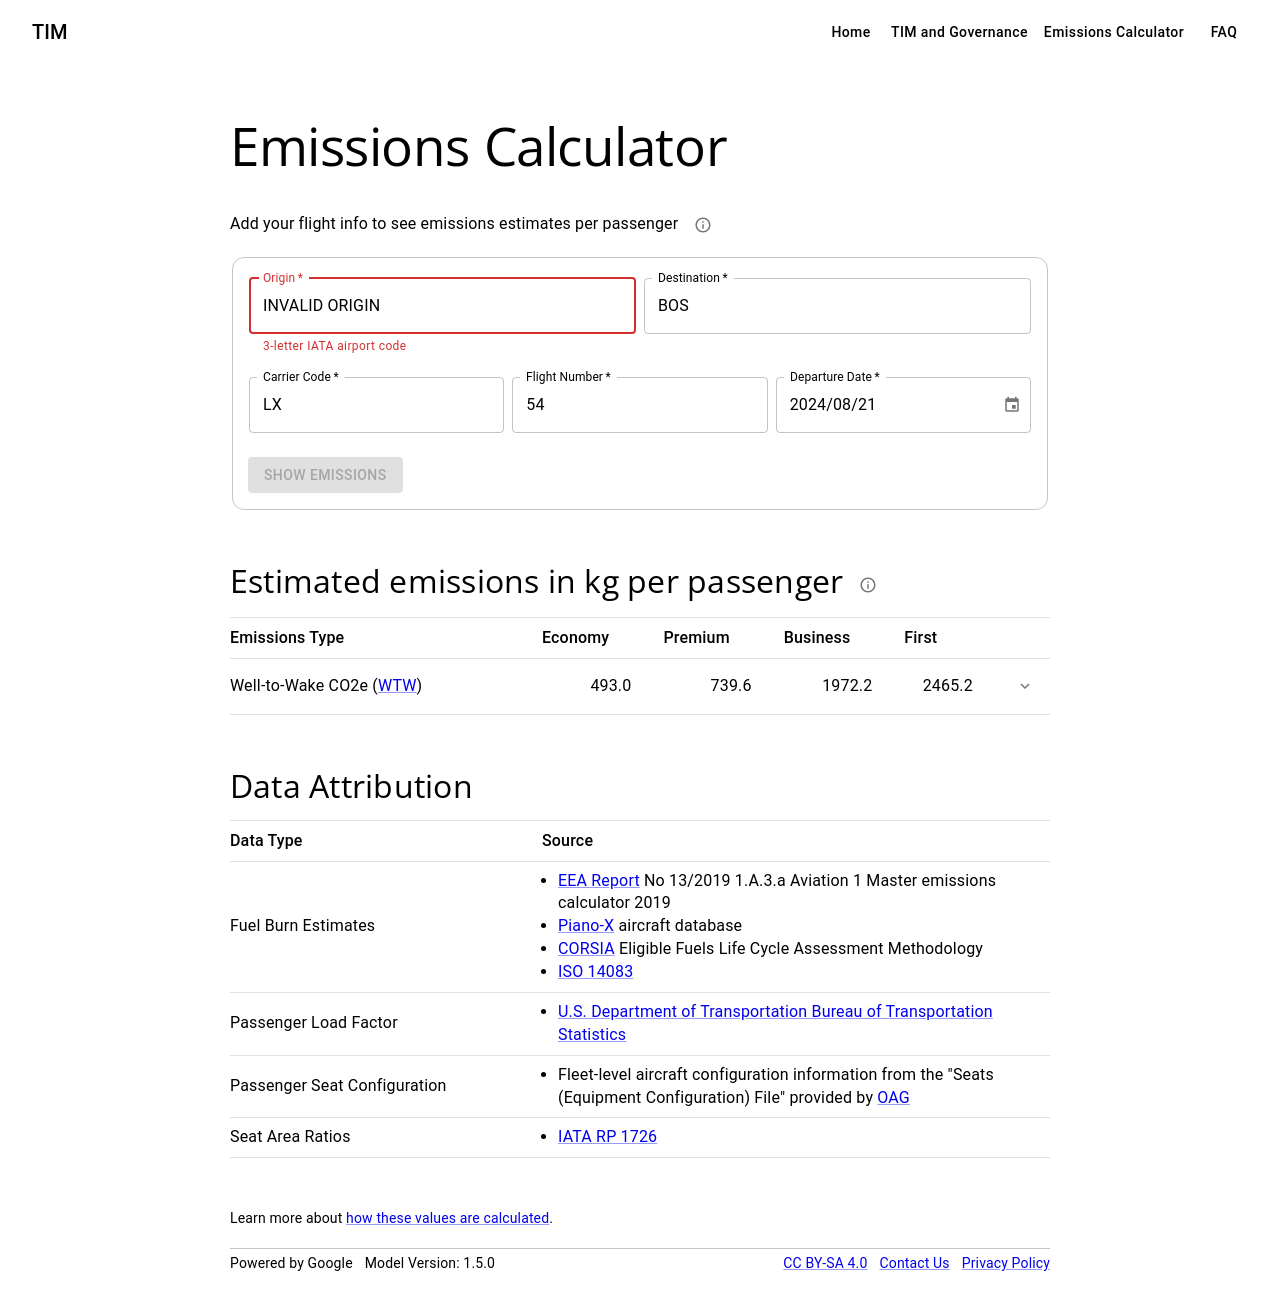 TIM
Home TIM and Governance Emissions Calculator FAQ
Emissions Calculator
Add your flight info to see emissions estimates per passenger
Origin *
INVALID ORIGIN
3-letter IATA airport code
Destination *
BOS
Carrier Code *
LX
Flight Number *
54
Departure Date *
2024/08/21
SHOW EMISSIONS
Estimated emissions in kg per passenger
Emissions Type Economy Premium Business First
Well-to-Wake CO2e (WTW) 493.0 739.6 1972.2 2465.2
Data Attribution
Data Type Source
Fuel Burn Estimates
• EEA Report No 13/2019 1.A.3.a Aviation 1 Master emissions
calculator 2019
• Piano-X aircraft database
• CORSIA Eligible Fuels Life Cycle Assessment Methodology
• ISO 14083
Passenger Load Factor
• U.S. Department of Transportation Bureau of Transportation
Statistics
Passenger Seat Configuration
• Fleet-level aircraft configuration information from the "Seats
(Equipment Configuration) File" provided by OAG
Seat Area Ratios
• IATA RP 1726
Learn more about how these values are calculated.
Powered by Google Model Version: 1.5.0 CC BY-SA 4.0 Contact Us Privacy Policy